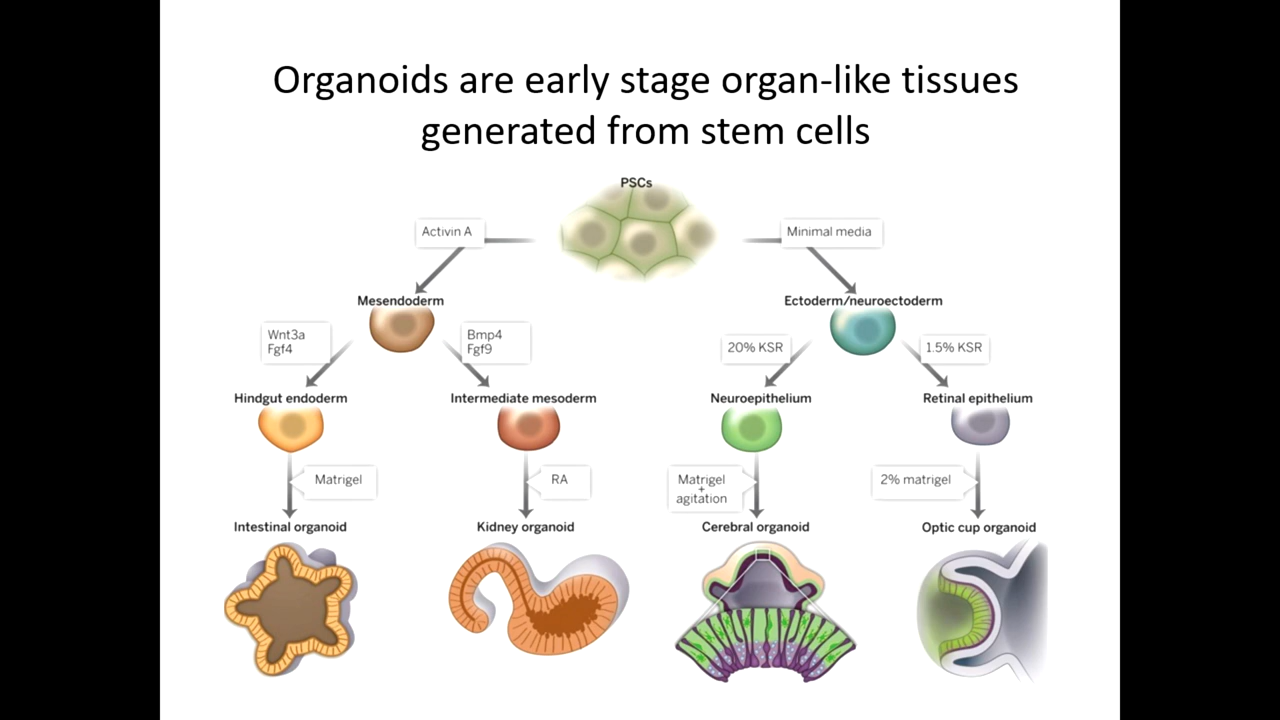 Organoids are early stage organ-like tissues
generated from stem cells
PSCs
Activin A
Minimal media
Mesendoderm
Ectoderm/neuroectoderm
Wnt3a
Fgf4
Bmp4
Fgf9
20% KSR
1.5% KSR
Hindgut endoderm
Intermediate mesoderm
Neuroepithelium
Retinal epithelium
Matrigel
RA
Matrigel
+
agitation
2% matrigel
Intestinal organoid
Kidney organoid
Cerebral organoid
Optic cup organoid